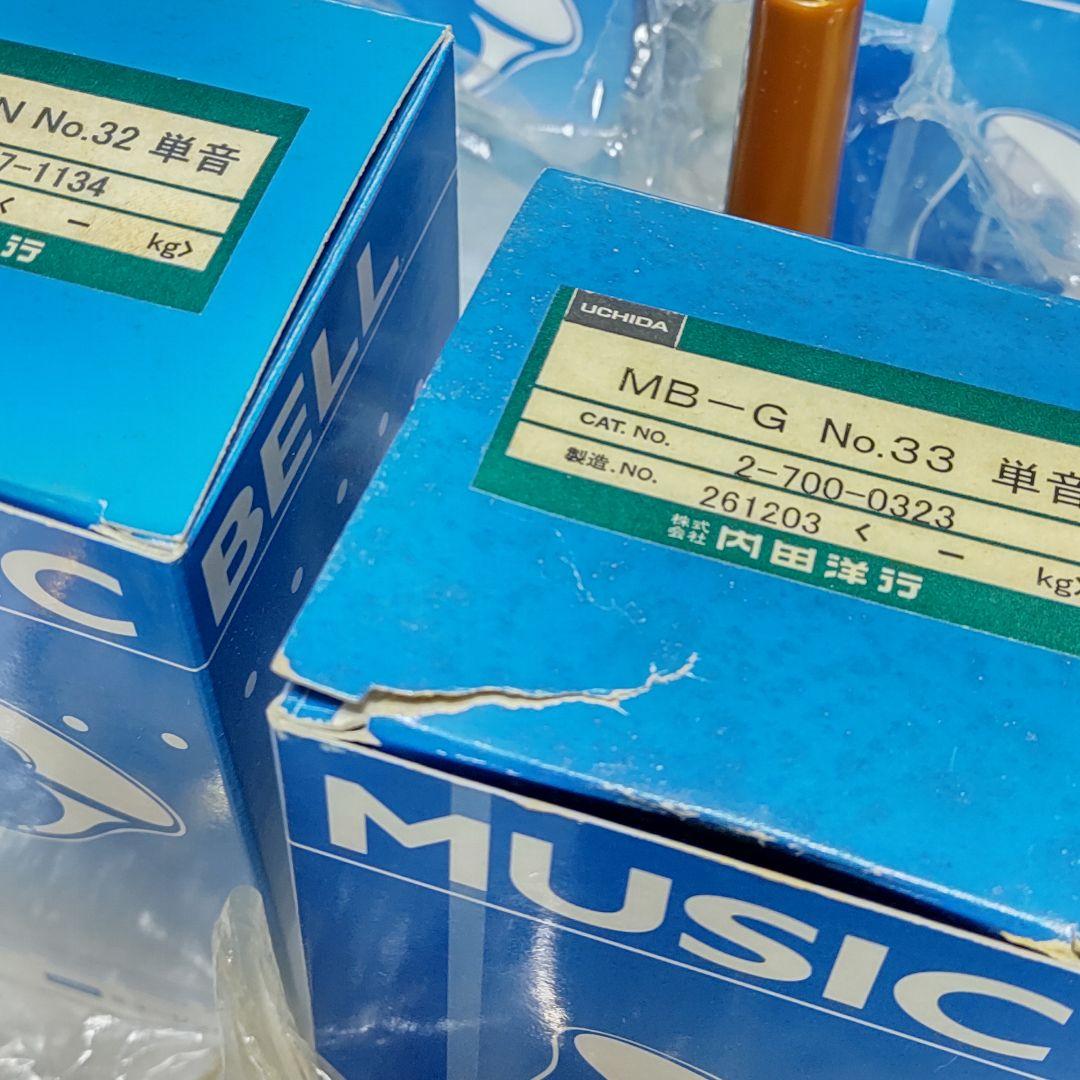 N No.32 単音
7-1134
< － kg>
行
BELL
C
UCHIDA
MB－G No.33 単音
CAT. NO. 2-700-0323
製造.NO. 261203 < － kg>
株式会社 内田洋行
MUSIC